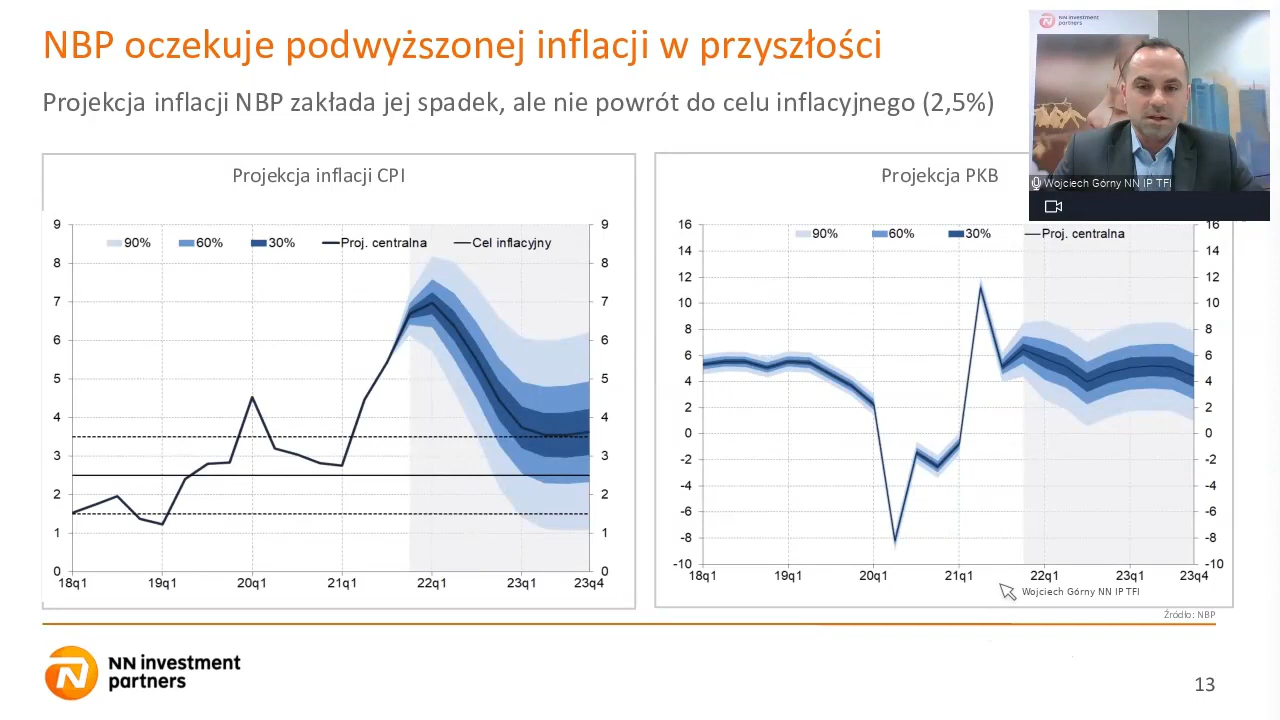 NBP oczekuje podwyższonej inflacji w przyszłości
Projekcja inflacji NBP zakłada jej spadek, ale nie powrót do celu inflacyjnego (2,5%)
NN investment
partners
Wojciech Górny NN IP TFI
Projekcja inflacji CPI
90% 60% 30% Proj. centralna Cel inflacyjny
9 9
8 8
7 7
6 6
5 5
4 4
3 3
2 2
1 1
0 0
18q1 19q1 20q1 21q1 22q1 23q1 23q4
Projekcja PKB
16 16
90% 60% 30% Proj. centralna
14 14
12 12
10 10
8 8
6 6
4 4
2 2
0 0
-2 -2
-4 -4
-6 -6
-8 -8
-10 -10
18q1 19q1 20q1 21q1 22q1 23q1 23q4
Wojciech Górny NN IP TFI
Źródło: NBP
NN investment
partners
13